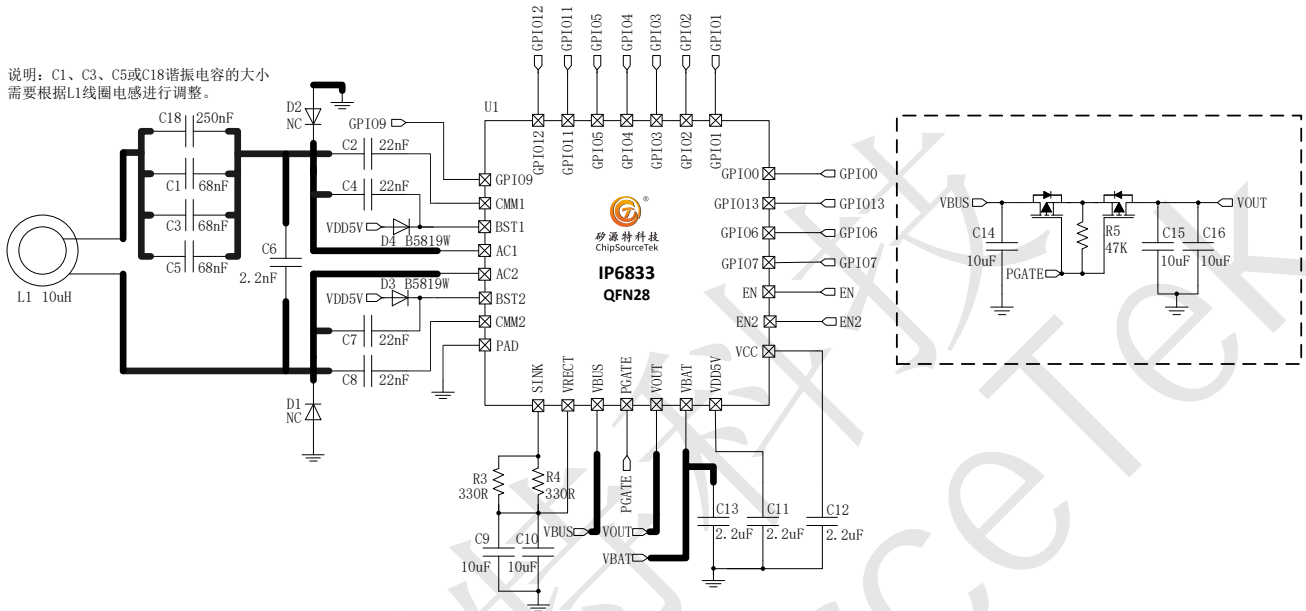 说明：C1、C3、C5或C18谐振电容的大小
需要根据L1线圈电感进行调整。
GPIO12
GPIO11
GPIO5
GPIO4
GPIO3
GPIO2
GPIO1
U1
GPIO12
GPIO11
GPIO5
GPIO4
GPIO3
GPIO2
GPIO1
D2
NC
C18 250nF
C1 68nF
C3 68nF
C5 68nF
L1 10uH
C6
2.2nF
GPIO9
C2 22nF
C4 22nF
VDD5V
D4 B5819W
D3 B5819W
VDD5V
C7 22nF
C8 22nF
D1
NC
GPIO9
CMM1
BST1
AC1
AC2
BST2
CMM2
PAD
®
矽源特科技
ChipSourceTek
IP6833
QFN28
GPIO0 GPIO0
GPIO13 GPIO13
GPIO6 GPIO6
GPIO7 GPIO7
EN EN
EN2 EN2
VCC
SINK
VRECT
VBUS
PGATE
VOUT
VBAT
VDD5V
R3
330R
R4
330R
C9
10uF
C10
10uF
VBUS
PGATE
VOUT
VBAT
C13
2.2uF
C11
2.2uF
C12
2.2uF
VBUS
C14
10uF
PGATE
R5
47K
C15
10uF
C16
10uF
VOUT